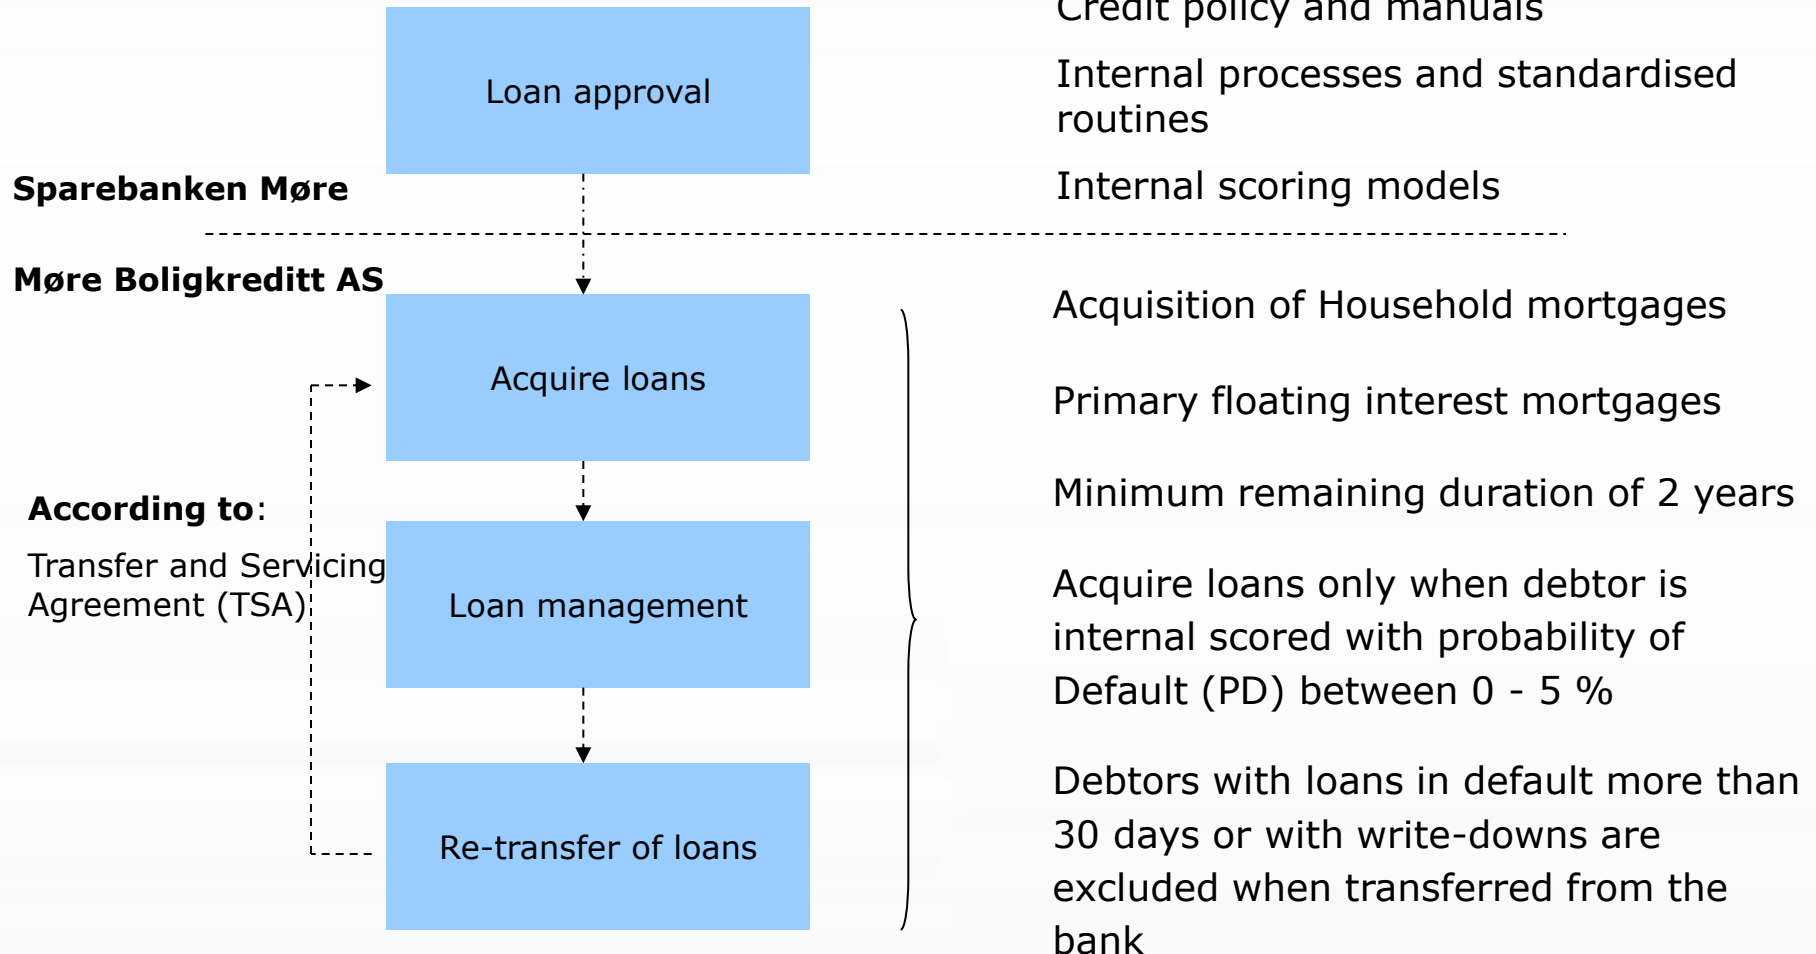 Credit policy and manuals
Loan approval
Internal processes and standardised
routines
Sparebanken Møre
Internal scoring models
Møre Boligkreditt AS
Acquisition of Household mortgages
Acquire loans
Primary floating interest mortgages
Minimum remaining duration of 2 years
According to:
Transfer and Servicing
Agreement (TSA)
Loan management
Acquire loans only when debtor is
internal scored with probability of
Default (PD) between 0 - 5 %
Re-transfer of loans
Debtors with loans in default more than
30 days or with write-downs are
excluded when transferred from the
bank